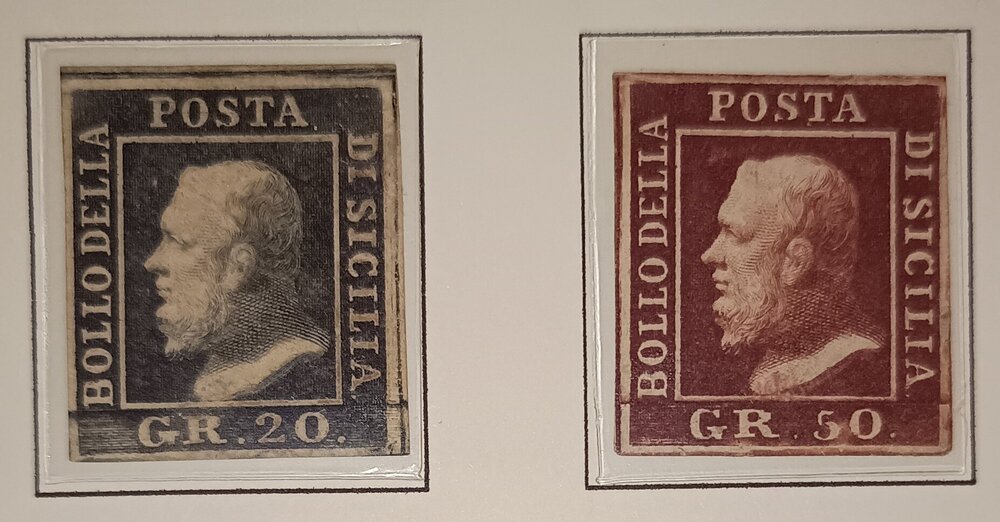 BOLLO DELLA
POSTA
DI SICILIA
GR. 20.
BOLLO DELLA
POSTA
DI SICILIA
GR. 50.